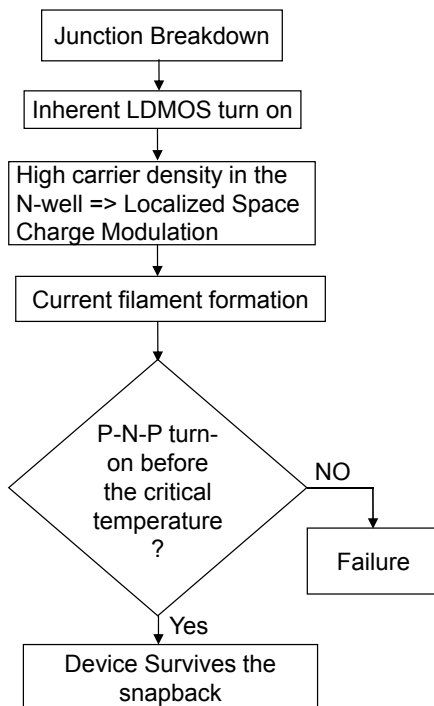 Junction Breakdown
Inherent LDMOS turn on
High carrier density in the
N-well => Localized Space
Charge Modulation
Current filament formation
P-N-P turn-
on before
the critical
temperature
?
NO
Failure
Yes
Device Survives the
snapback